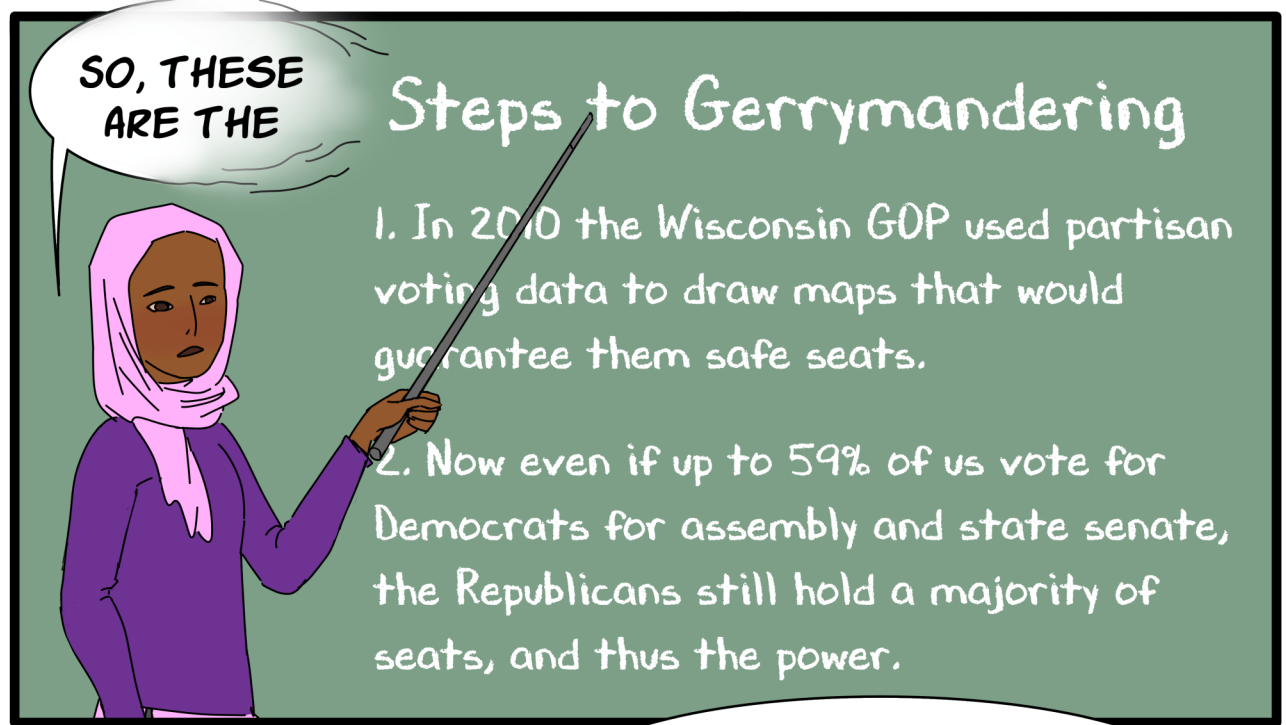 SO, THESE
ARE THE
Steps to Gerrymandering
1. In 2010 the Wisconsin GOP used partisan
voting data to draw maps that would
guarantee them safe seats.
2. Now even if up to 59% of us vote for
Democrats for assembly and state senate,
the Republicans still hold a majority of
seats, and thus the power.